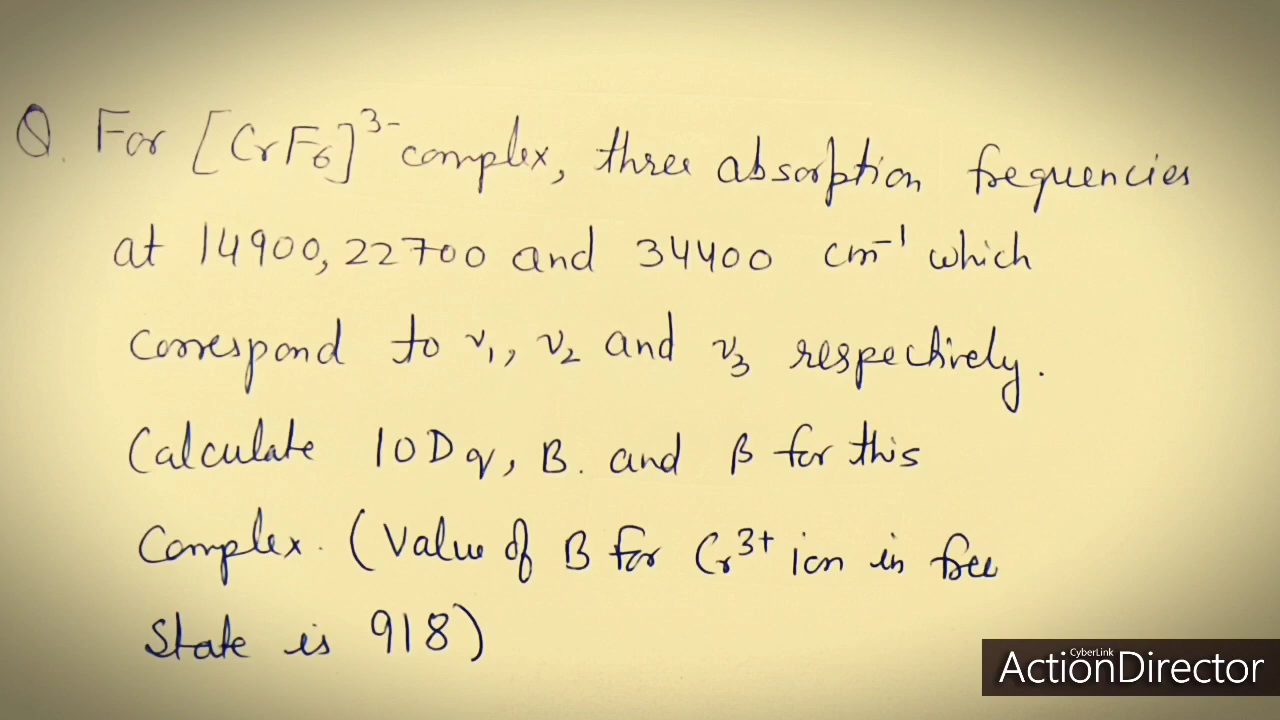 Q. For [CrF6]3- complex, three absorption frequencies
at 14900, 22700 and 34400 cm-1 which
correspond to ν1, ν2 and ν3 respectively.
Calculate 10Dq, B. and β for this
Complex. (Value of B for Cr3+ ion in free
state is 918)
CyberLink
ActionDirector